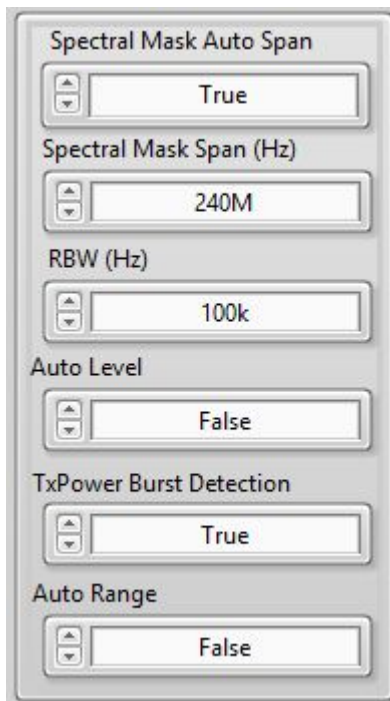 Spectral Mask Auto Span
True
Spectral Mask Span (Hz)
240M
RBW (Hz)
100k
Auto Level
False
TxPower Burst Detection
True
Auto Range
False